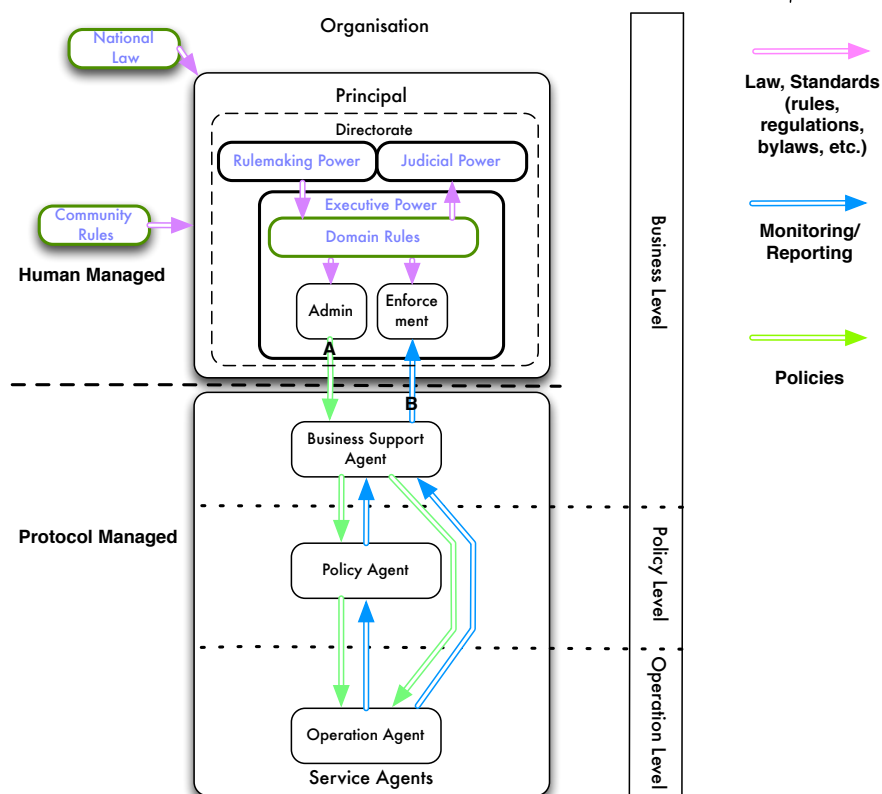 Organisation
National
Law
Principal
Directorate
Rulemaking Power
Judicial Power
Executive Power
Domain Rules
Community
Rules
Human Managed
Admin
Enforce
ment
A
B
Business Support
Agent
Protocol Managed
Policy Agent
Operation Agent
Service Agents
Business Level
Policy Level
Operation Level
Law, Standards
(rules,
regulations,
bylaws, etc.)
Monitoring/
Reporting
Policies